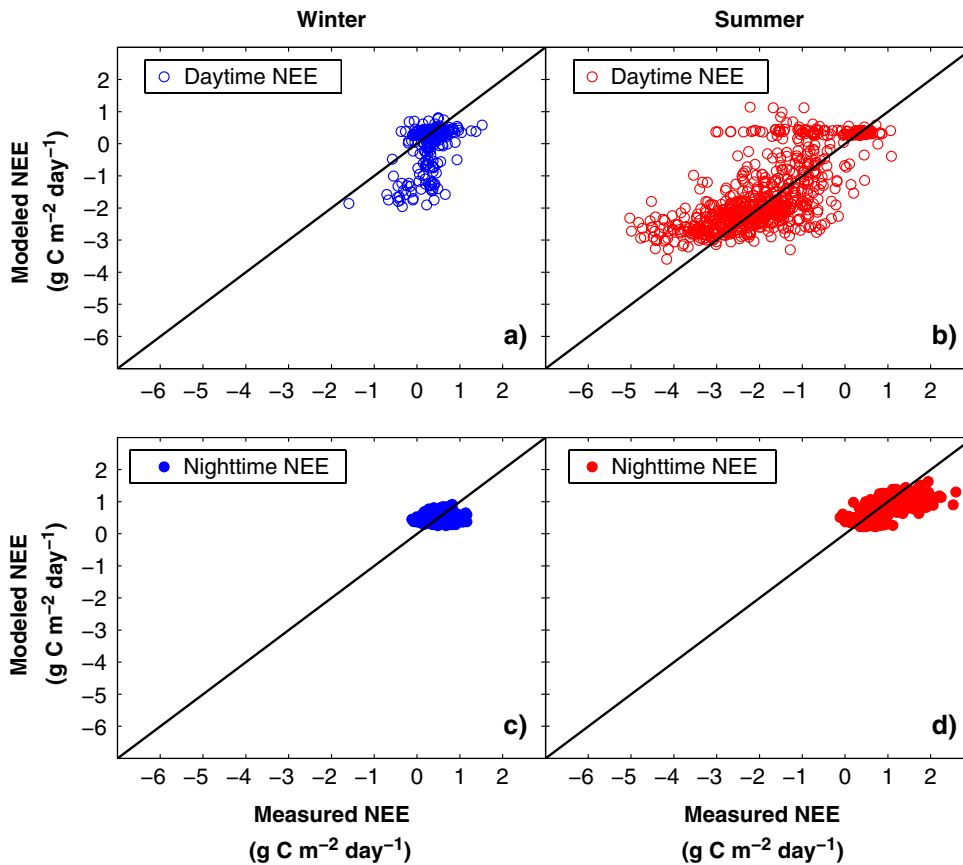 Winter
Summer
Modeled NEE
(g C m⁻² day⁻¹)
2
1
0
−1
−2
−3
−4
−5
−6
Daytime NEE
a)
−6 −5 −4 −3 −2 −1 0 1 2
Daytime NEE
b)
−6 −5 −4 −3 −2 −1 0 1 2
Modeled NEE
(g C m⁻² day⁻¹)
2
1
0
−1
−2
−3
−4
−5
−6
Nighttime NEE
c)
−6 −5 −4 −3 −2 −1 0 1 2
Measured NEE
(g C m⁻² day⁻¹)
Nighttime NEE
d)
−6 −5 −4 −3 −2 −1 0 1 2
Measured NEE
(g C m⁻² day⁻¹)